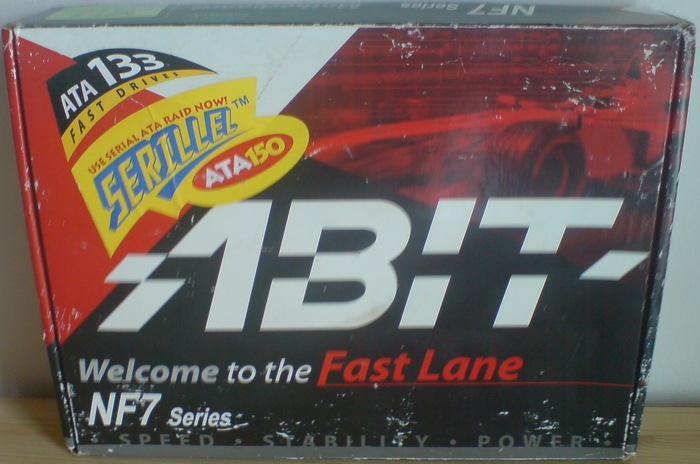 NF7 Series
ATA 133
FAST DRIVES
USE SERIAL ATA RAID NOW!
SERILLEL™
ATA150
ABIT
Welcome to the Fast Lane
NF7 Series
SPEED · STABILITY · POWER ·